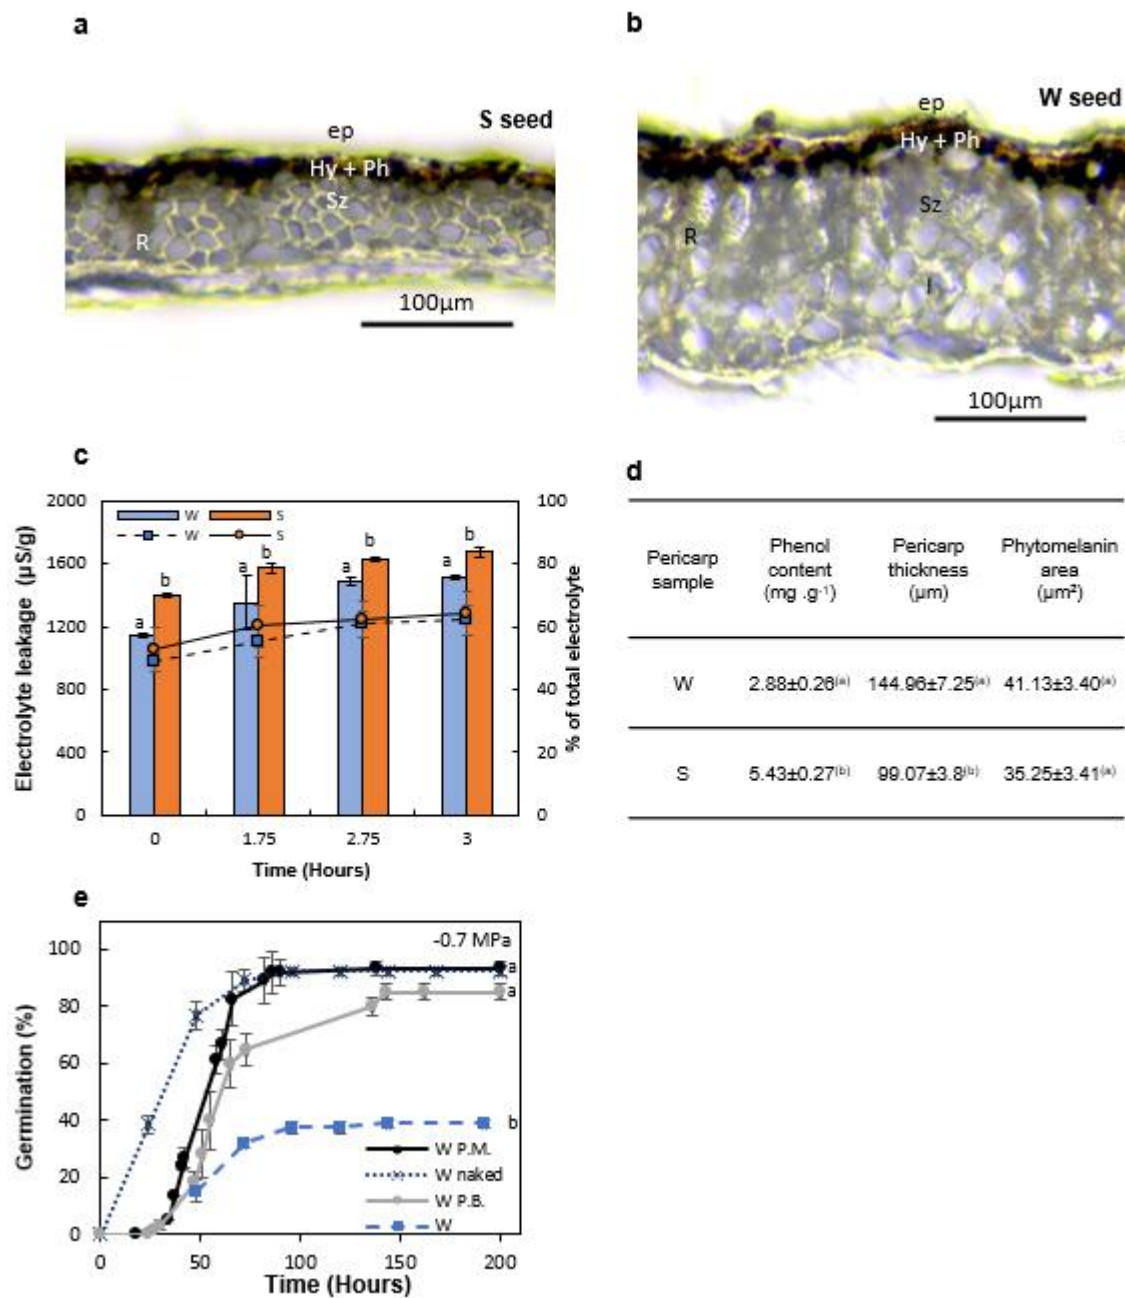 a
S seed
ep
Hy + Ph
Sz
R
100µm
b
W seed
ep
Hy + Ph
Sz
R
I
100µm
c
Electrolyte leakage (µS/g)
2000
1600
1200
800
400
0
W S
W S
a b
a b
a b
a b
100
80
60
40
20
0
% of total electrolyte
0 1.75 2.75 3
Time (Hours)
d
Pericarp sample
Phenol content (mg .g-1)
Pericarp thickness (µm)
Phytomelanin area (µm²)
W 2.88±0.26(a) 144.96±7.25(a) 41.13±3.40(a)
S 5.43±0.27(b) 99.07±3.8(b) 35.25±3.41(a)
e
Germination (%)
100
80
60
40
20
0
-0.7 MPa
a
a
b
W P.M.
W naked
W P.B.
W
0 50 100 150 200
Time (Hours)